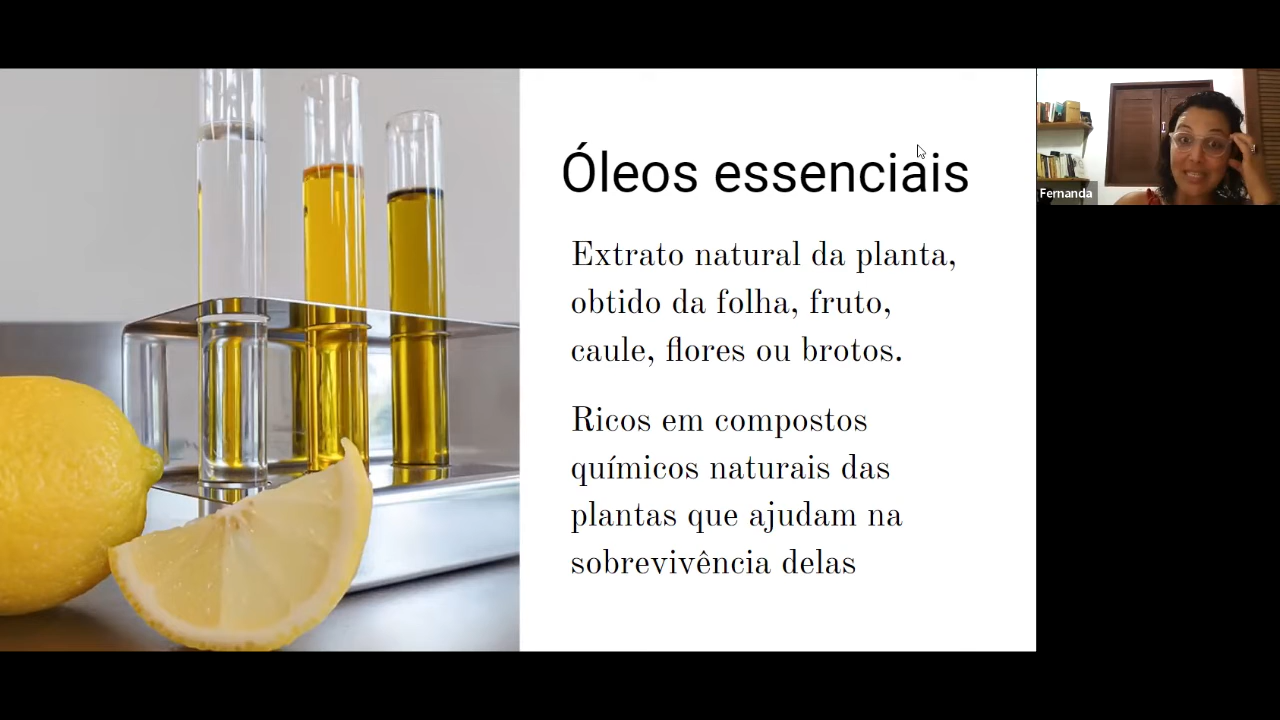 Óleos essenciais
Extrato natural da planta,
obtido da folha, fruto,
caule, flores ou brotos.
Ricos em compostos
químicos naturais das
plantas que ajudam na
sobrevivência delas
Fernanda